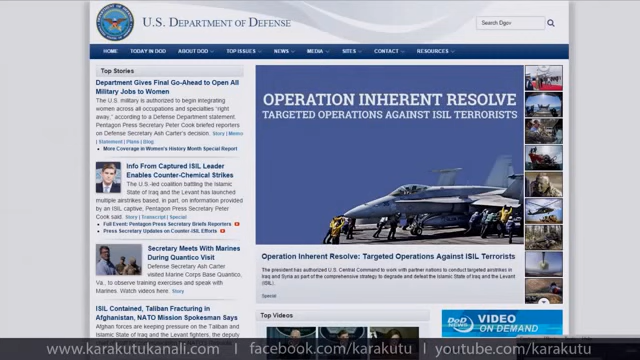 U.S. DEPARTMENT OF DEFENSE
Search Dgov
HOME TODAY IN DOD ABOUT DOD TOP ISSUES NEWS MEDIA SITES CONTACT RESOURCES
Top Stories
Department Gives Final Go-Ahead to Open All
Military Jobs to Women
The U.S. military is authorized to begin integrating
women across all occupations and specialties "right
away," according to a Defense Department statement
Pentagon Press Secretary Peter Cook briefed reporters
on Defense Secretary Ash Carter's decision. Story | Memo
| Statement | Plans | Blog
• More Coverage in Women's History Month Special Report
Info From Captured ISIL Leader
Enables Counter-Chemical Strikes
The U.S.-led coalition battling the Islamic
State of Iraq and the Levant has launched
multiple airstrikes based, in part, on information provided
by an ISIL captive, Pentagon Press Secretary Peter
Cook said. Story | Transcript | Special
• Full Event: Pentagon Press Secretary Briefs Reporters
• Press Secretary Updates on Counter-ISIL Efforts
Secretary Meets With Marines
During Quantico Visit
Defense Secretary Ash Carter
visited Marine Corps Base Quantico,
Va., to observe training exercises and speak with
Marines. Watch videos here. Story
ISIL Contained, Taliban Fracturing in
Afghanistan, NATO Mission Spokesman Says
Afghan forces are keeping pressure on the Taliban and
Islamic State of Iraq and the Levant fighters, the deputy
OPERATION INHERENT RESOLVE
TARGETED OPERATIONS AGAINST ISIL TERRORISTS
Operation Inherent Resolve: Targeted Operations Against ISIL Terrorists
The president has authorized U.S. Central Command to work with partner nations to conduct targeted airstrikes in
Iraq and Syria as part of the comprehensive strategy to degrade and defeat the Islamic State of Iraq and the Levant
(ISIL).
Special
Top Videos
DoD VIDEO
ON DEMAND
www.karakutukanali.com | facebook.com/karakutu | youtube.com/karakutu